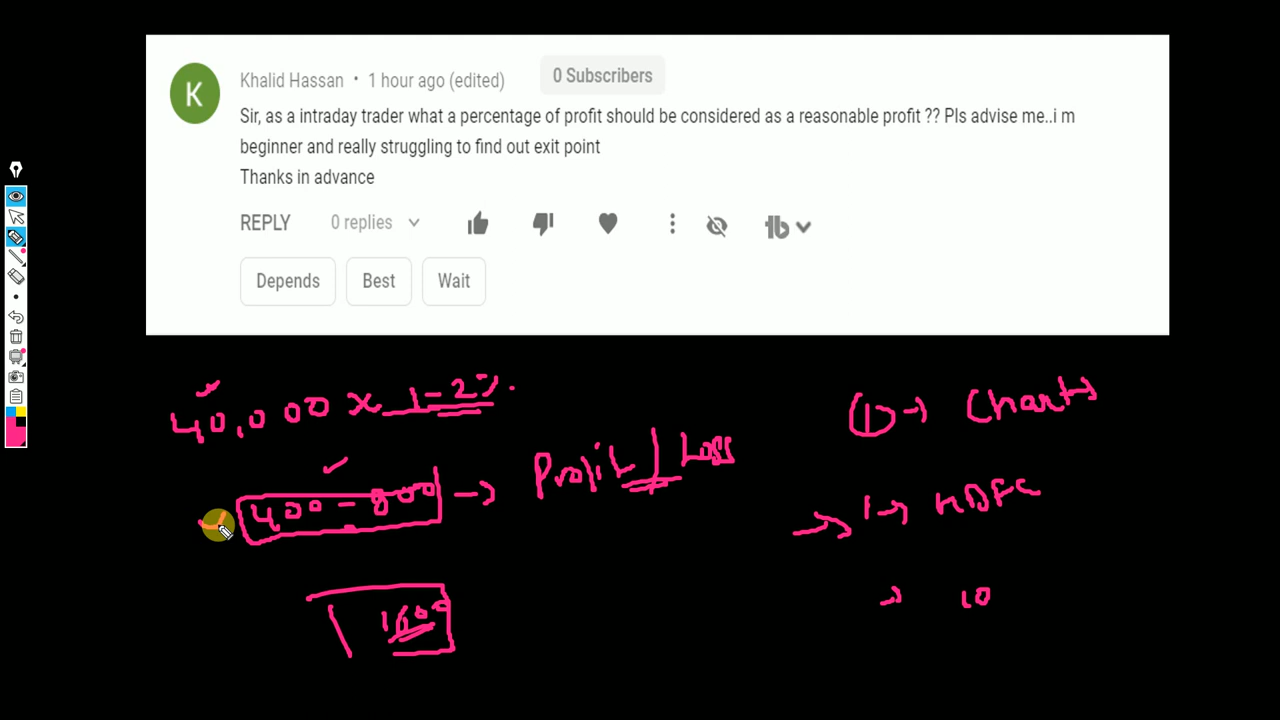 K
Khalid Hassan • 1 hour ago (edited) 0 Subscribers
Sir, as a intraday trader what a percentage of profit should be considered as a reasonable profit ?? Pls advise me..i m
beginner and really struggling to find out exit point
Thanks in advance
REPLY 0 replies
Depends Best Wait
40,000 x 1-2%.
400 - 800 → Profit / Loss
1600
① → Charts
→ 1 → HDFC
→ 10